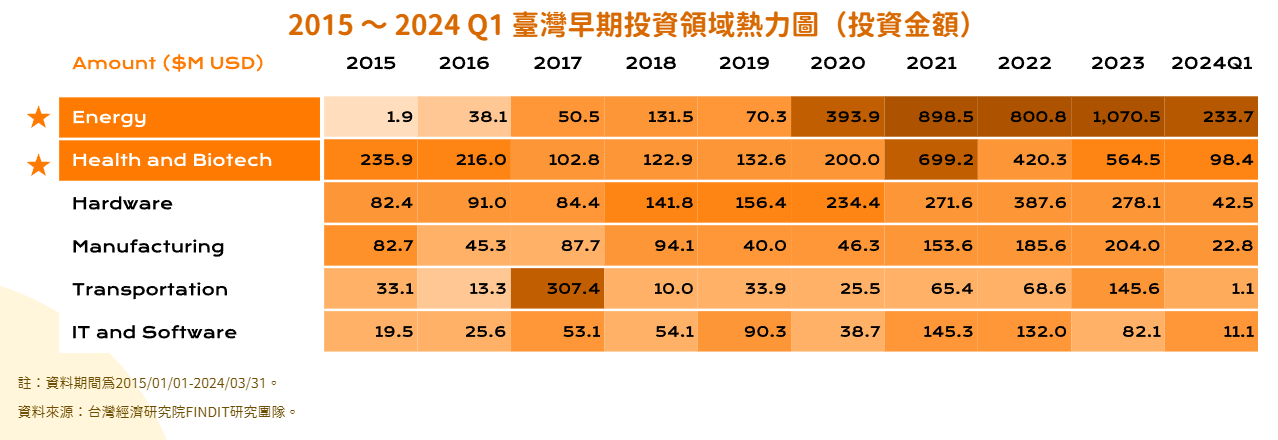 2015 ～ 2024 Q1 臺灣早期投資領域熱力圖（投資金額）
Amount ($M USD) 2015 2016 2017 2018 2019 2020 2021 2022 2023 2024Q1
Energy 1.9 38.1 50.5 131.5 70.3 393.9 898.5 800.8 1,070.5 233.7
Health and Biotech 235.9 216.0 102.8 122.9 132.6 200.0 699.2 420.3 564.5 98.4
Hardware 82.4 91.0 84.4 141.8 156.4 234.4 271.6 387.6 278.1 42.5
Manufacturing 82.7 45.3 87.7 94.1 40.0 46.3 153.6 185.6 204.0 22.8
Transportation 33.1 13.3 307.4 10.0 33.9 25.5 65.4 68.6 145.6 1.1
IT and Software 19.5 25.6 53.1 54.1 90.3 38.7 145.3 132.0 82.1 11.1
註：資料期間為2015/01/01-2024/03/31。
資料來源：台灣經濟研究院FINDIT研究團隊。